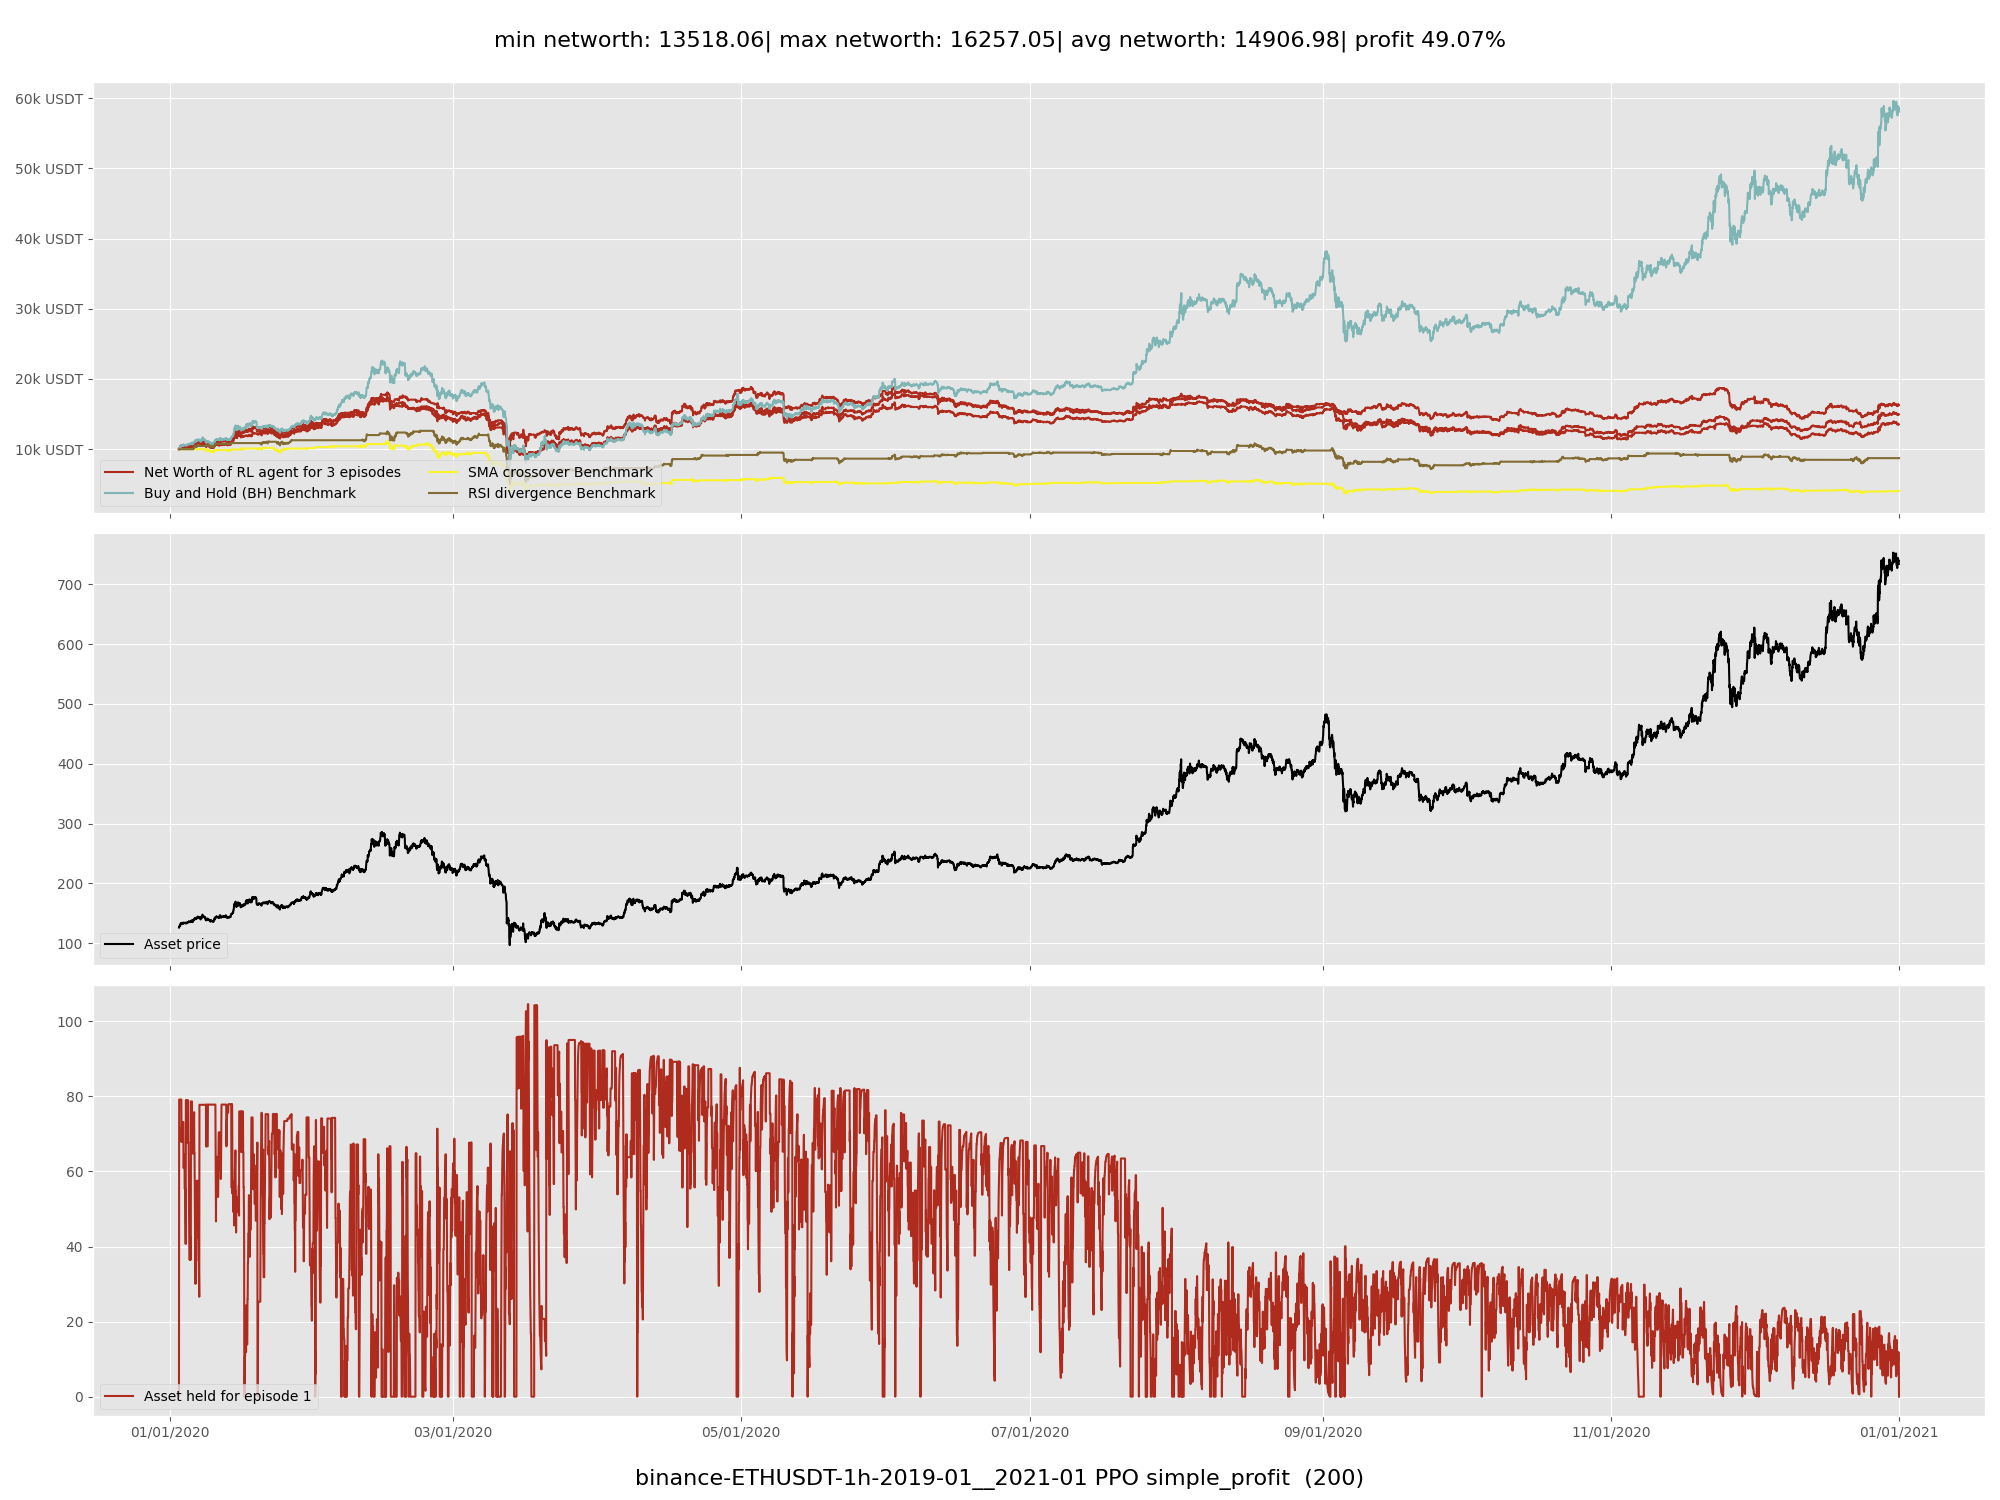 min networth: 13518.06| max networth: 16257.05| avg networth: 14906.98| profit 49.07%
60k USDT
50k USDT
40k USDT
30k USDT
20k USDT
10k USDT
Net Worth of RL agent for 3 episodes
Buy and Hold (BH) Benchmark
SMA crossover Benchmark
RSI divergence Benchmark
700
600
500
400
300
200
100
Asset price
100
80
60
40
20
0
Asset held for episode 1
01/01/2020 03/01/2020 05/01/2020 07/01/2020 09/01/2020 11/01/2020 01/01/2021
binance-ETHUSDT-1h-2019-01__2021-01 PPO simple_profit (200)